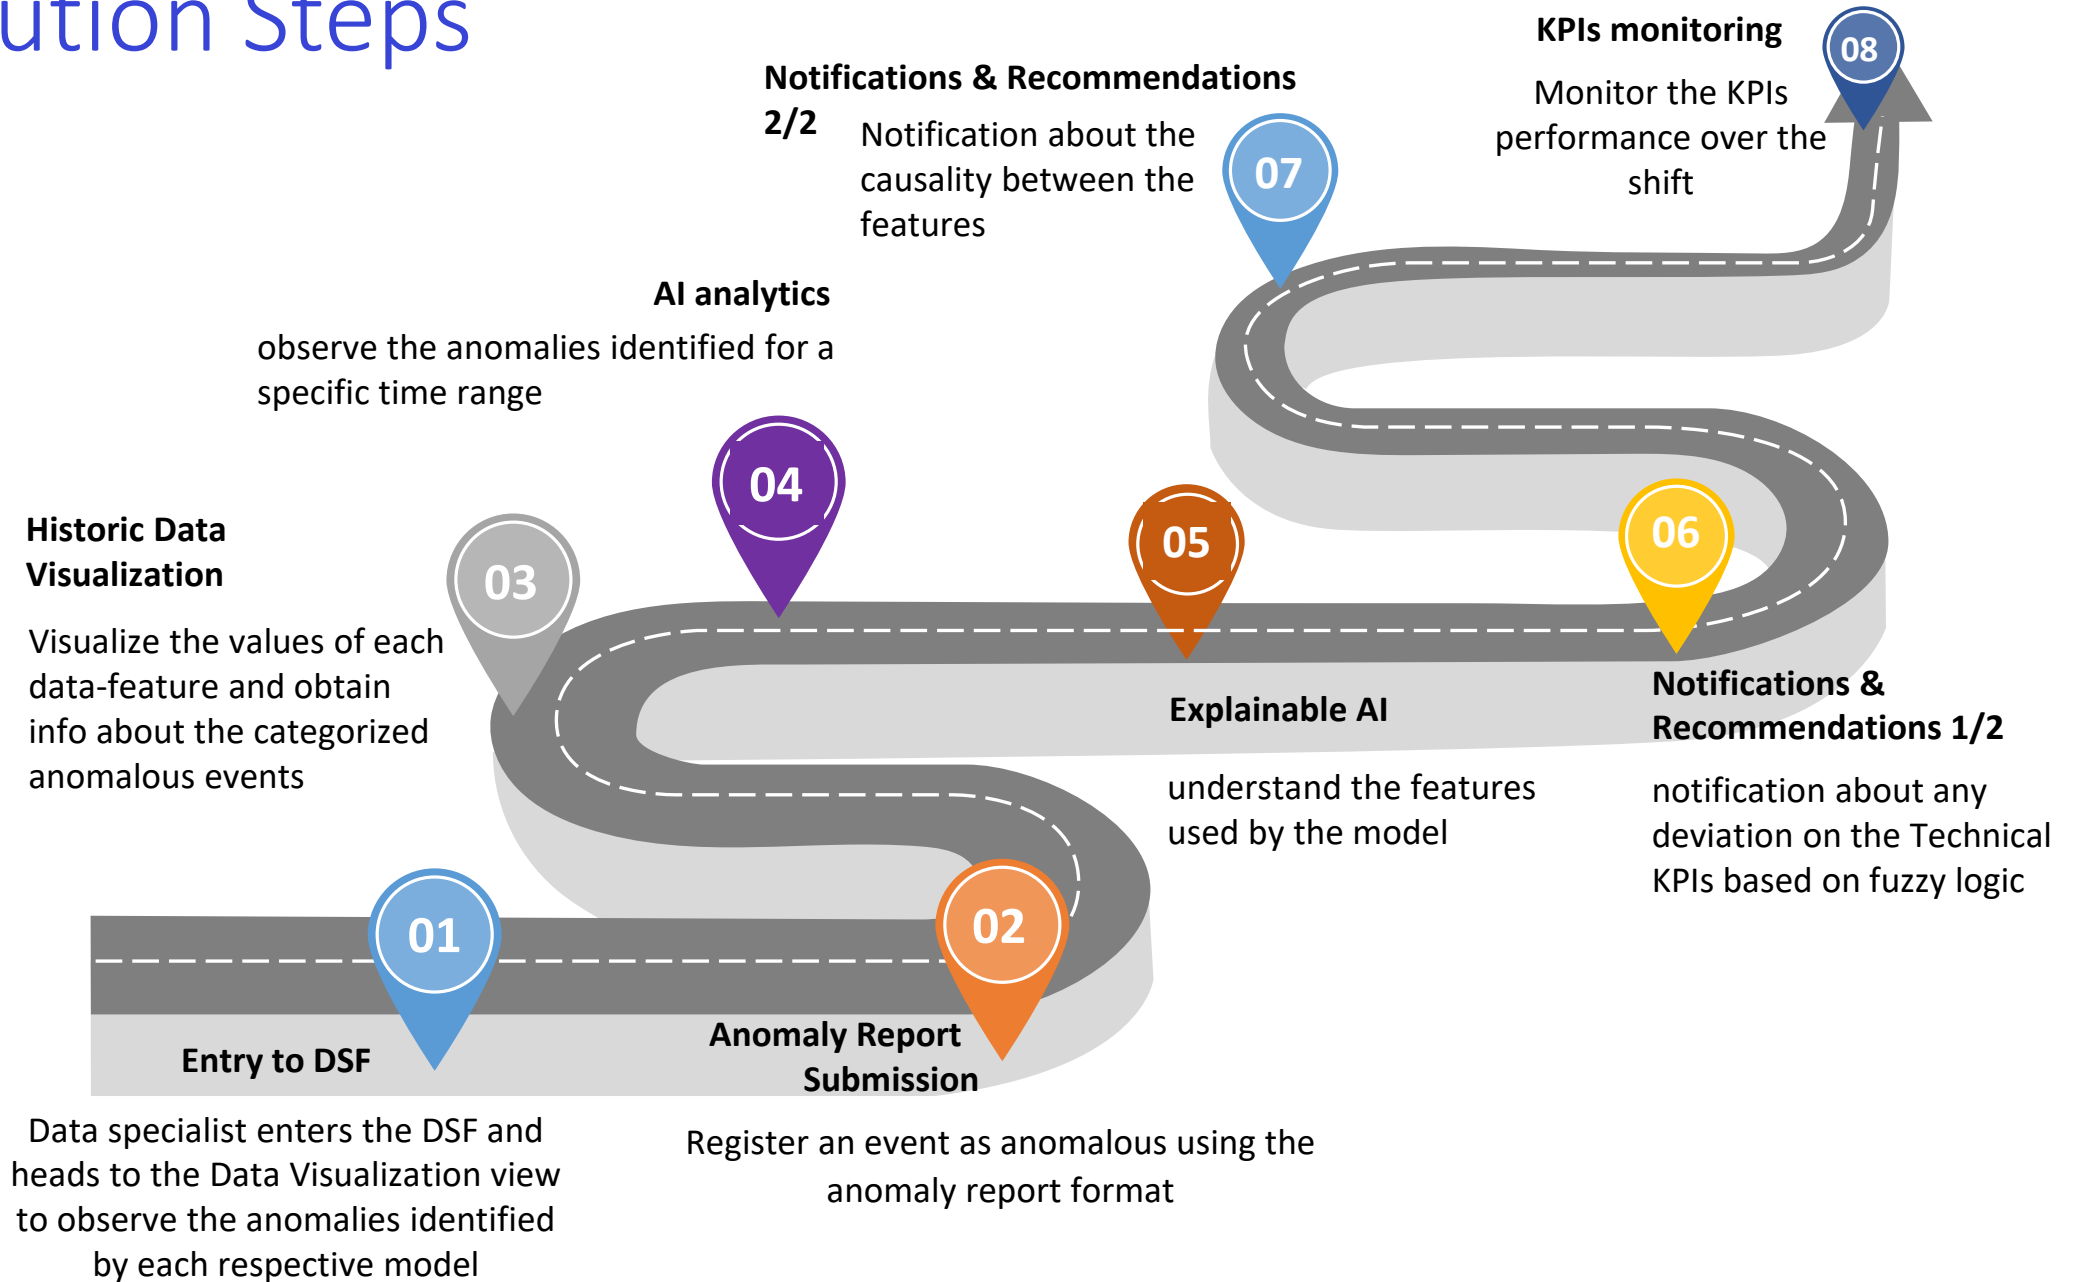 ution Steps
KPIs monitoring
08
Monitor the KPIs
performance over the
shift
Notifications & Recommendations
2/2
Notification about the
causality between the
features
07
AI analytics
observe the anomalies identified for a
specific time range
04
Historic Data
Visualization
03
Visualize the values of each
data-feature and obtain
info about the categorized
anomalous events
05
Explainable AI
understand the features
used by the model
06
Notifications &
Recommendations 1/2
notification about any
deviation on the Technical
KPIs based on fuzzy logic
01
Entry to DSF
Data specialist enters the DSF and
heads to the Data Visualization view
to observe the anomalies identified
by each respective model
02
Anomaly Report
Submission
Register an event as anomalous using the
anomaly report format